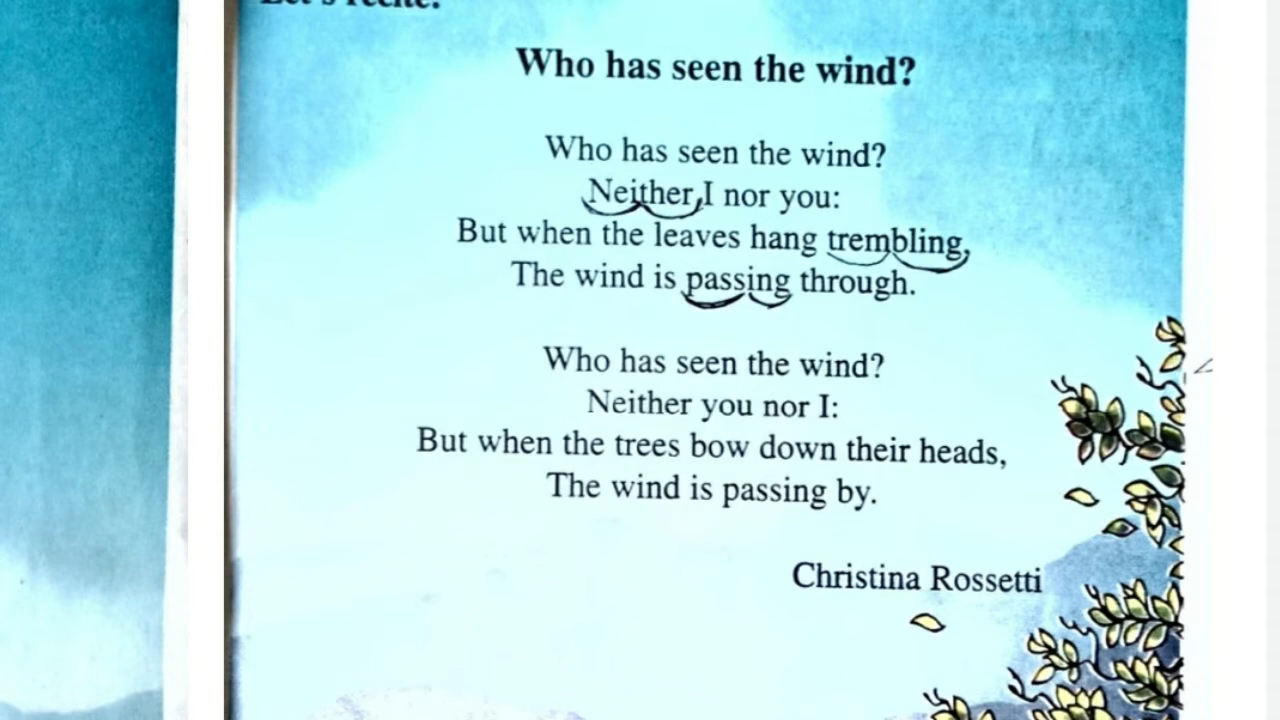 Let's recite.
Who has seen the wind?
Who has seen the wind?
Neither I nor you:
But when the leaves hang trembling,
The wind is passing through.
Who has seen the wind?
Neither you nor I:
But when the trees bow down their heads,
The wind is passing by.
Christina Rossetti